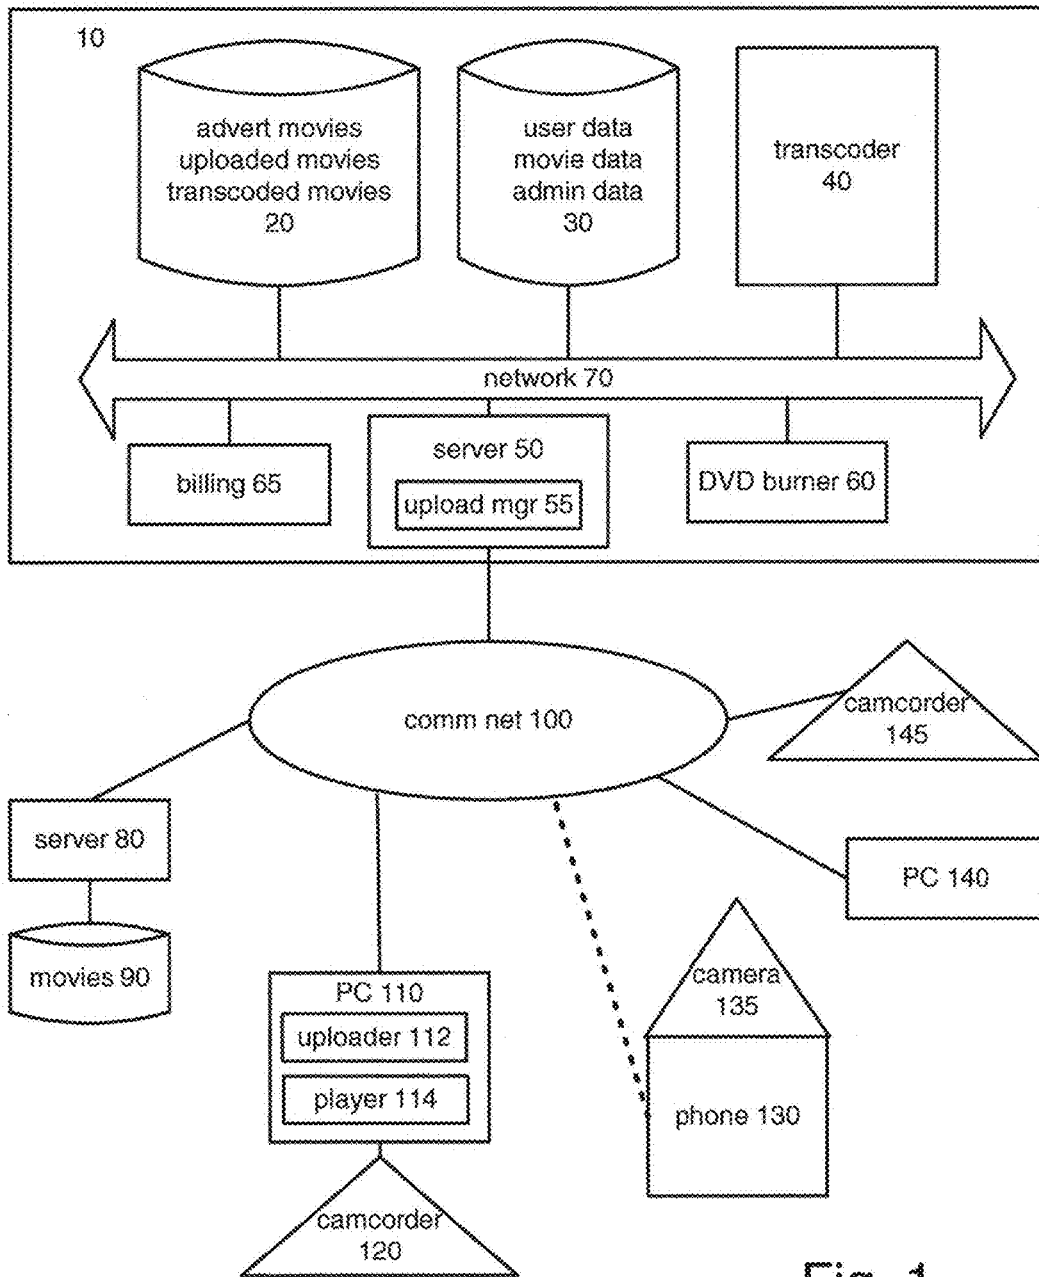 10
advert movies
uploaded movies
transcoded movies
20
user data
movie data
admin data
30
transcoder
40
network 70
billing 65
server 50
upload mgr 55
DVD burner 60
comm net 100
camcorder
145
server 80
PC 140
movies 90
camera
135
PC 110
uploader 112
player 114
phone 130
camcorder
120
Fig. 1